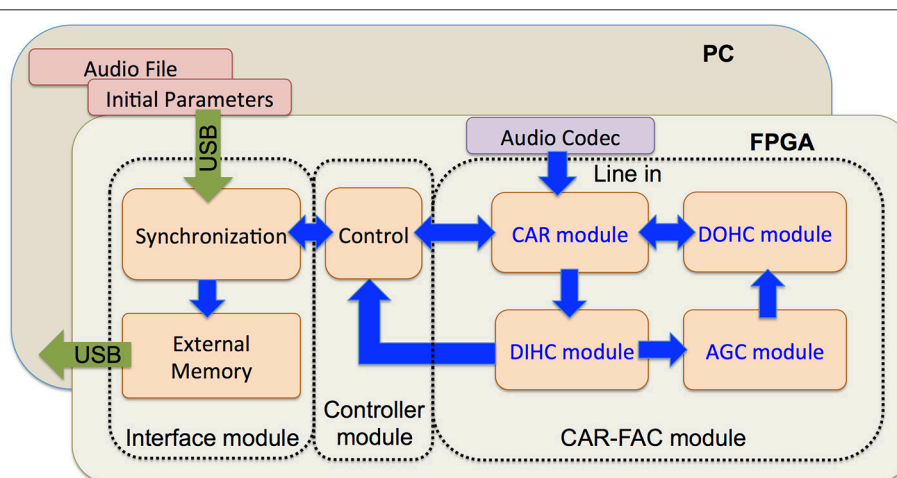 PC
Audio File
Initial Parameters
USB
Audio Codec
FPGA
Line in
Synchronization
Control
CAR module
DOHC module
USB
External
Memory
DIHC module
AGC module
Interface module
Controller
module
CAR-FAC module